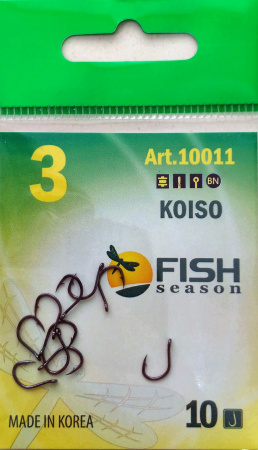 3
Art.10011
BN
KOISO
FISH
season
MADE IN KOREA
10